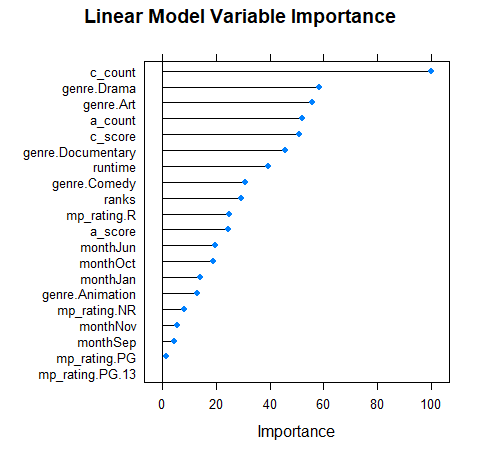 Linear Model Variable Importance
c_count
genre.Drama
genre.Art
a_count
c_score
genre.Documentary
runtime
genre.Comedy
ranks
mp_rating.R
a_score
monthJun
monthOct
monthJan
genre.Animation
mp_rating.NR
monthNov
monthSep
mp_rating.PG
mp_rating.PG.13
0 20 40 60 80 100
Importance